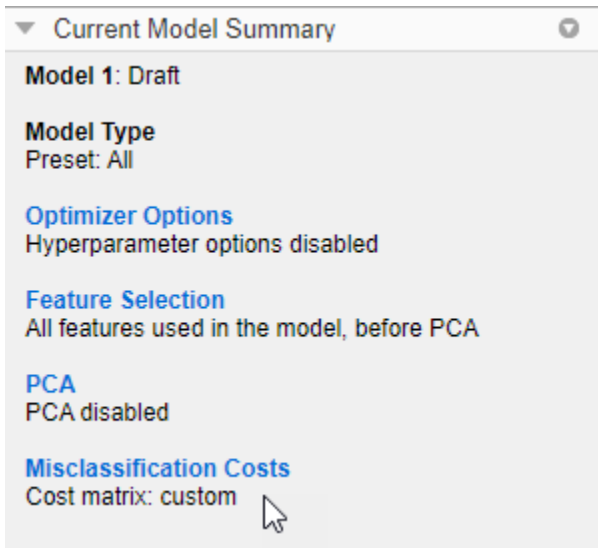 Current Model Summary
Model 1: Draft
Model Type
Preset: All
Optimizer Options
Hyperparameter options disabled
Feature Selection
All features used in the model, before PCA
PCA
PCA disabled
Misclassification Costs
Cost matrix: custom